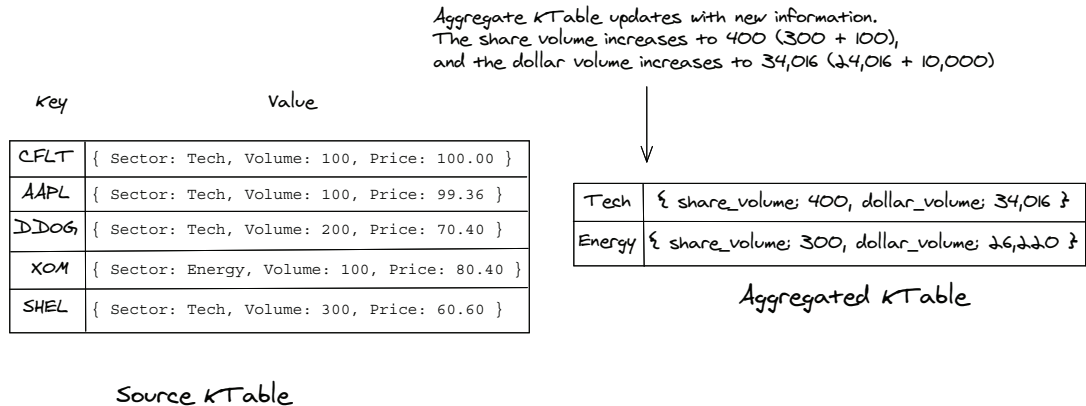 Aggregate KTable updates with new information.
The share volume increases to 400 (300 + 100),
and the dollar volume increases to 34,016 (24,016 + 10,000)
Key Value
CFLT { Sector: Tech, Volume: 100, Price: 100.00 }
AAPL { Sector: Tech, Volume: 100, Price: 99.36 }
DDOG { Sector: Tech, Volume: 200, Price: 70.40 }
XOM { Sector: Energy, Volume: 100, Price: 80.40 }
SHEL { Sector: Tech, Volume: 300, Price: 60.60 }
Source KTable
Tech { share_volume; 400, dollar_volume; 34,016 }
Energy { share_volume; 300, dollar_volume; 26,220 }
Aggregated KTable